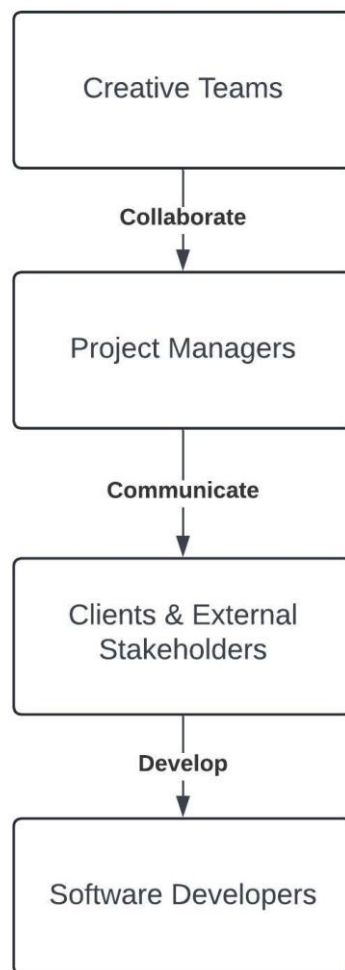 Creative Teams
Collaborate
Project Managers
Communicate
Clients & External
Stakeholders
Develop
Software Developers